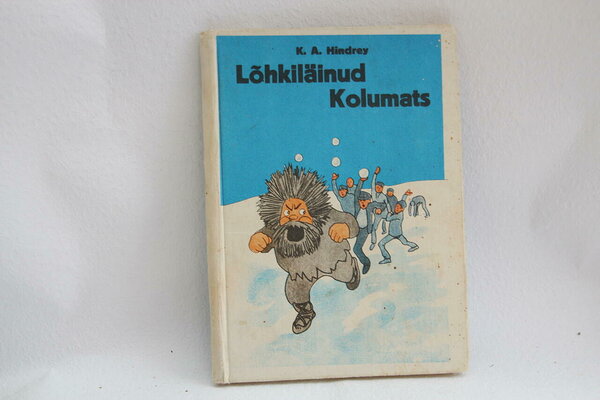 K. A. Hindrey
Lõhkiläinud
Kolumats